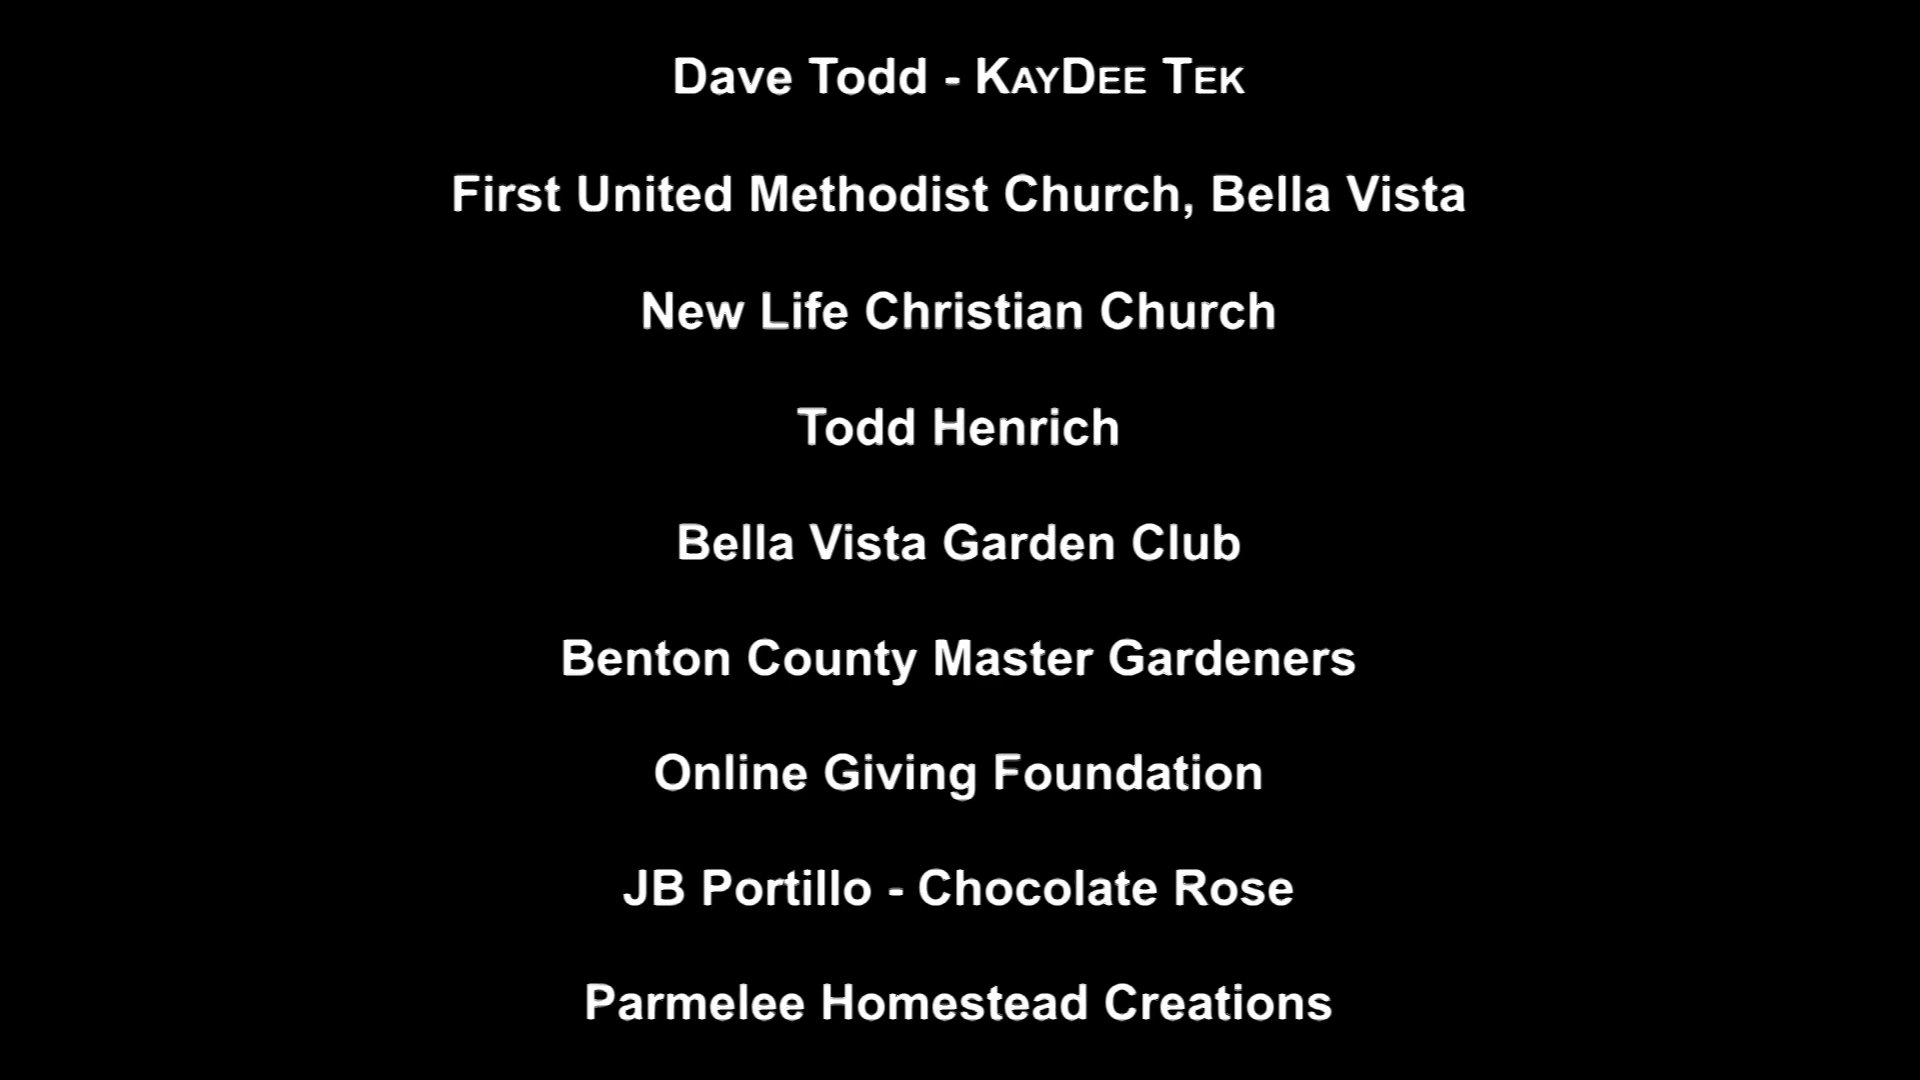 Dave Todd - KayDee Tek
First United Methodist Church, Bella Vista
New Life Christian Church
Todd Henrich
Bella Vista Garden Club
Benton County Master Gardeners
Online Giving Foundation
JB Portillo - Chocolate Rose
Parmelee Homestead Creations